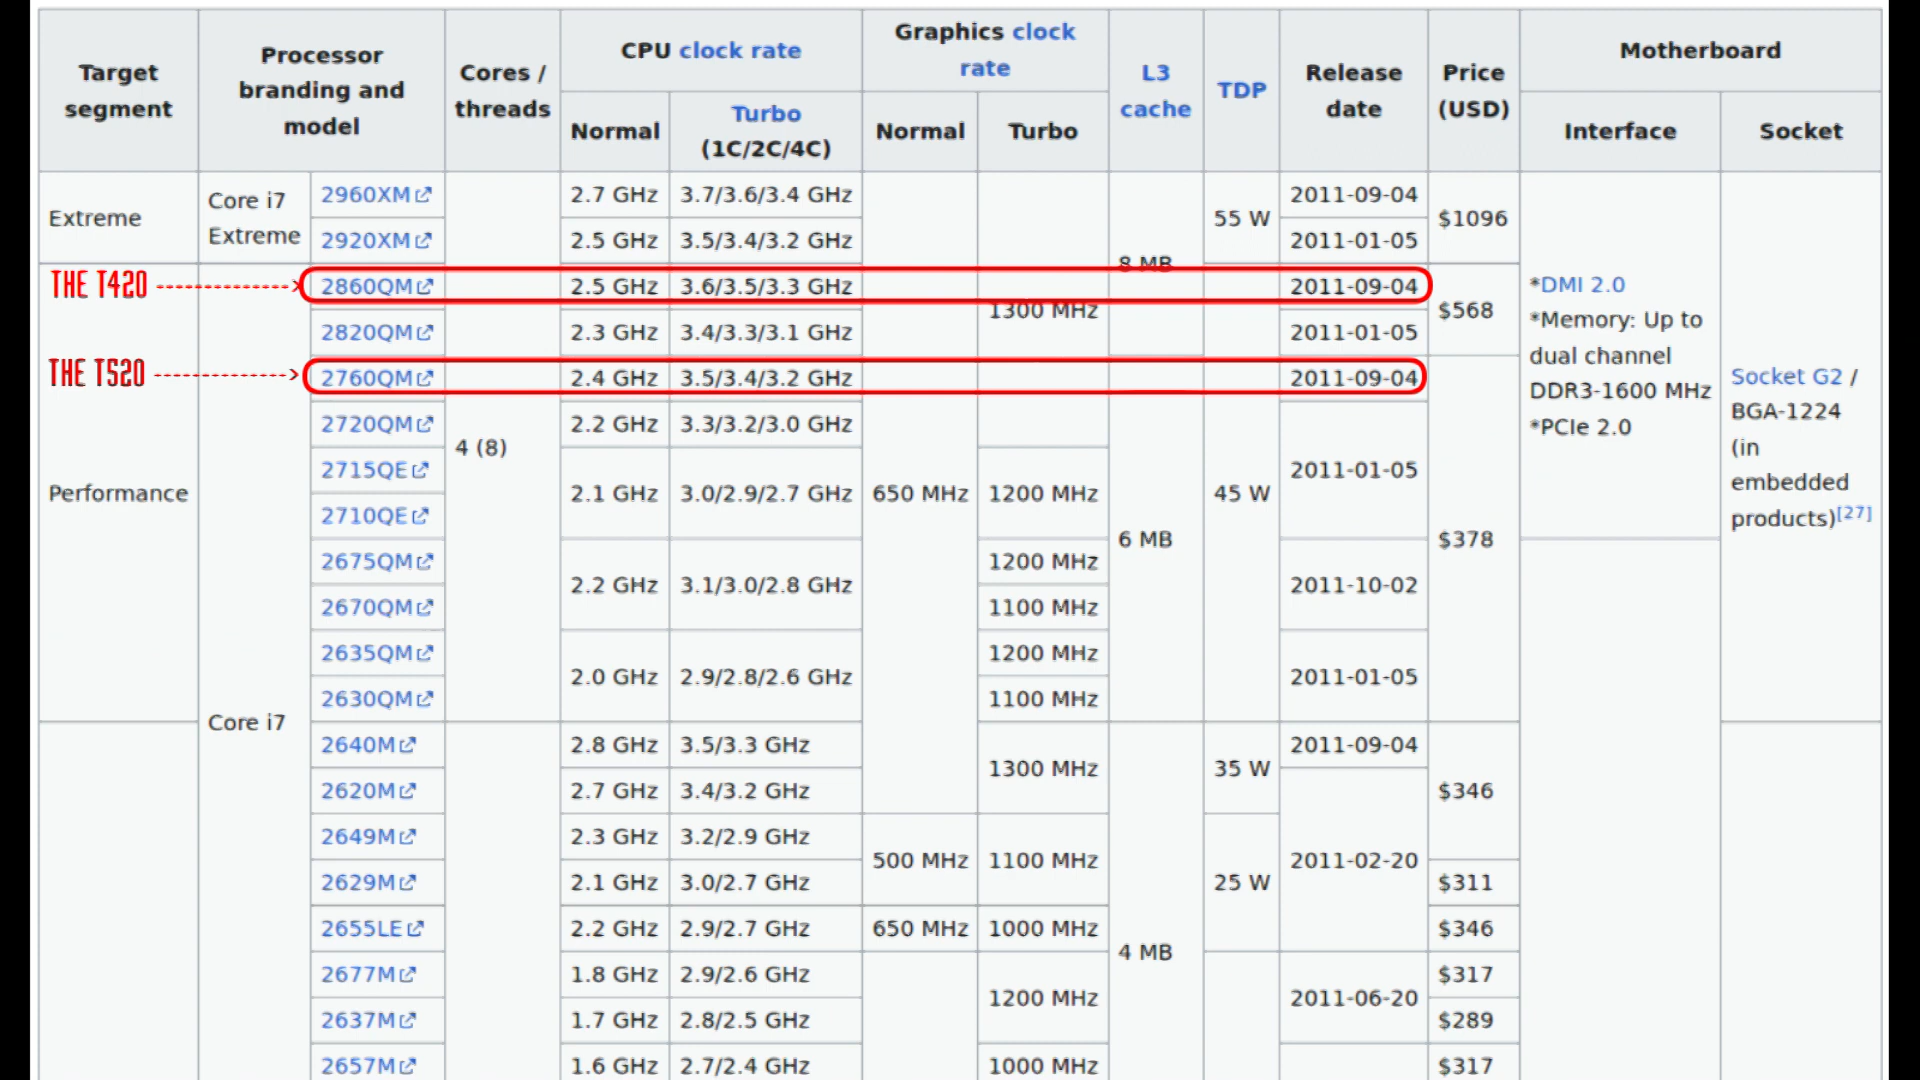 Target segment
Processor branding and model
Cores / threads
CPU clock rate
Graphics clock rate
L3 cache
TDP
Release date
Price (USD)
Motherboard
Normal
Turbo (1C/2C/4C)
Normal
Turbo
Interface
Socket
Extreme
Core i7 Extreme
2960XM
2.7 GHz
3.7/3.6/3.4 GHz
55 W
2011-09-04
$1096
2920XM
2.5 GHz
3.5/3.4/3.2 GHz
2011-01-05
8 MB
THE T420
2860QM
2.5 GHz
3.6/3.5/3.3 GHz
2011-09-04
1300 MHz
$568
2820QM
2.3 GHz
3.4/3.3/3.1 GHz
2011-01-05
THE T520
2760QM
2.4 GHz
3.5/3.4/3.2 GHz
2011-09-04
*DMI 2.0
*Memory: Up to
dual channel
DDR3-1600 MHz
*PCIe 2.0
Socket G2 /
BGA-1224
(in
embedded
products)[27]
2720QM
2.2 GHz
3.3/3.2/3.0 GHz
4 (8)
Performance
2715QE
2.1 GHz
3.0/2.9/2.7 GHz
650 MHz
1200 MHz
45 W
2011-01-05
2710QE
6 MB
$378
2675QM
2.2 GHz
3.1/3.0/2.8 GHz
1200 MHz
2011-10-02
2670QM
1100 MHz
2635QM
2.0 GHz
2.9/2.8/2.6 GHz
1200 MHz
2011-01-05
2630QM
1100 MHz
Core i7
2640M
2.8 GHz
3.5/3.3 GHz
1300 MHz
35 W
2011-09-04
2620M
2.7 GHz
3.4/3.2 GHz
$346
2649M
2.3 GHz
3.2/2.9 GHz
500 MHz
1100 MHz
2011-02-20
2629M
2.1 GHz
3.0/2.7 GHz
25 W
$311
2655LE
2.2 GHz
2.9/2.7 GHz
650 MHz
1000 MHz
$346
4 MB
2677M
1.8 GHz
2.9/2.6 GHz
1200 MHz
2011-06-20
$317
2637M
1.7 GHz
2.8/2.5 GHz
$289
2657M
1.6 GHz
2.7/2.4 GHz
1000 MHz
$317